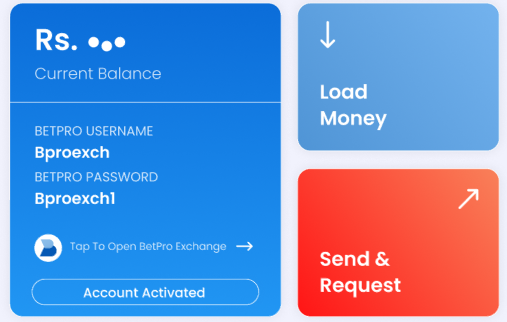 Rs.
Current Balance
BETPRO USERNAME
Bproexch
BETPRO PASSWORD
Bproexch1
Tap To Open BetPro Exchange
Account Activated
Load
Money
Send &
Request